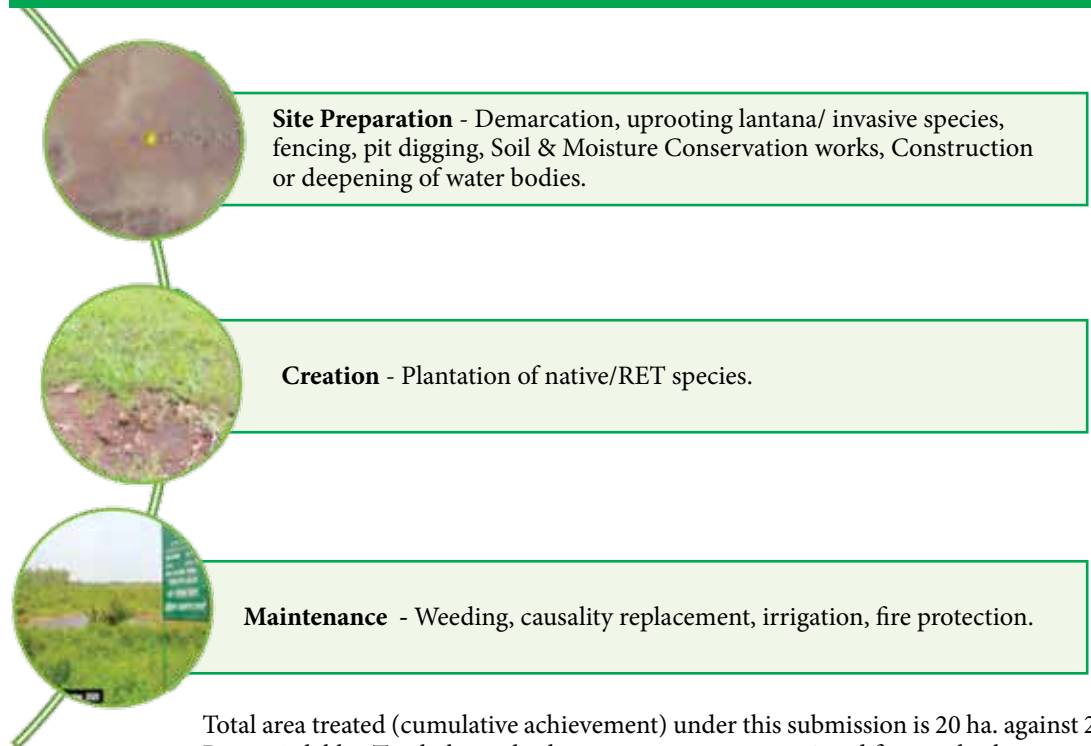 Site Preparation - Demarcation, uprooting lantana/ invasive species,
fencing, pit digging, Soil & Moisture Conservation works, Construction
or deepening of water bodies.
Creation - Plantation of native/RET species.
Maintenance - Weeding, causality replacement, irrigation, fire protection.
Total area treated (cumulative achievement) under this submission is 20 ha. against 2